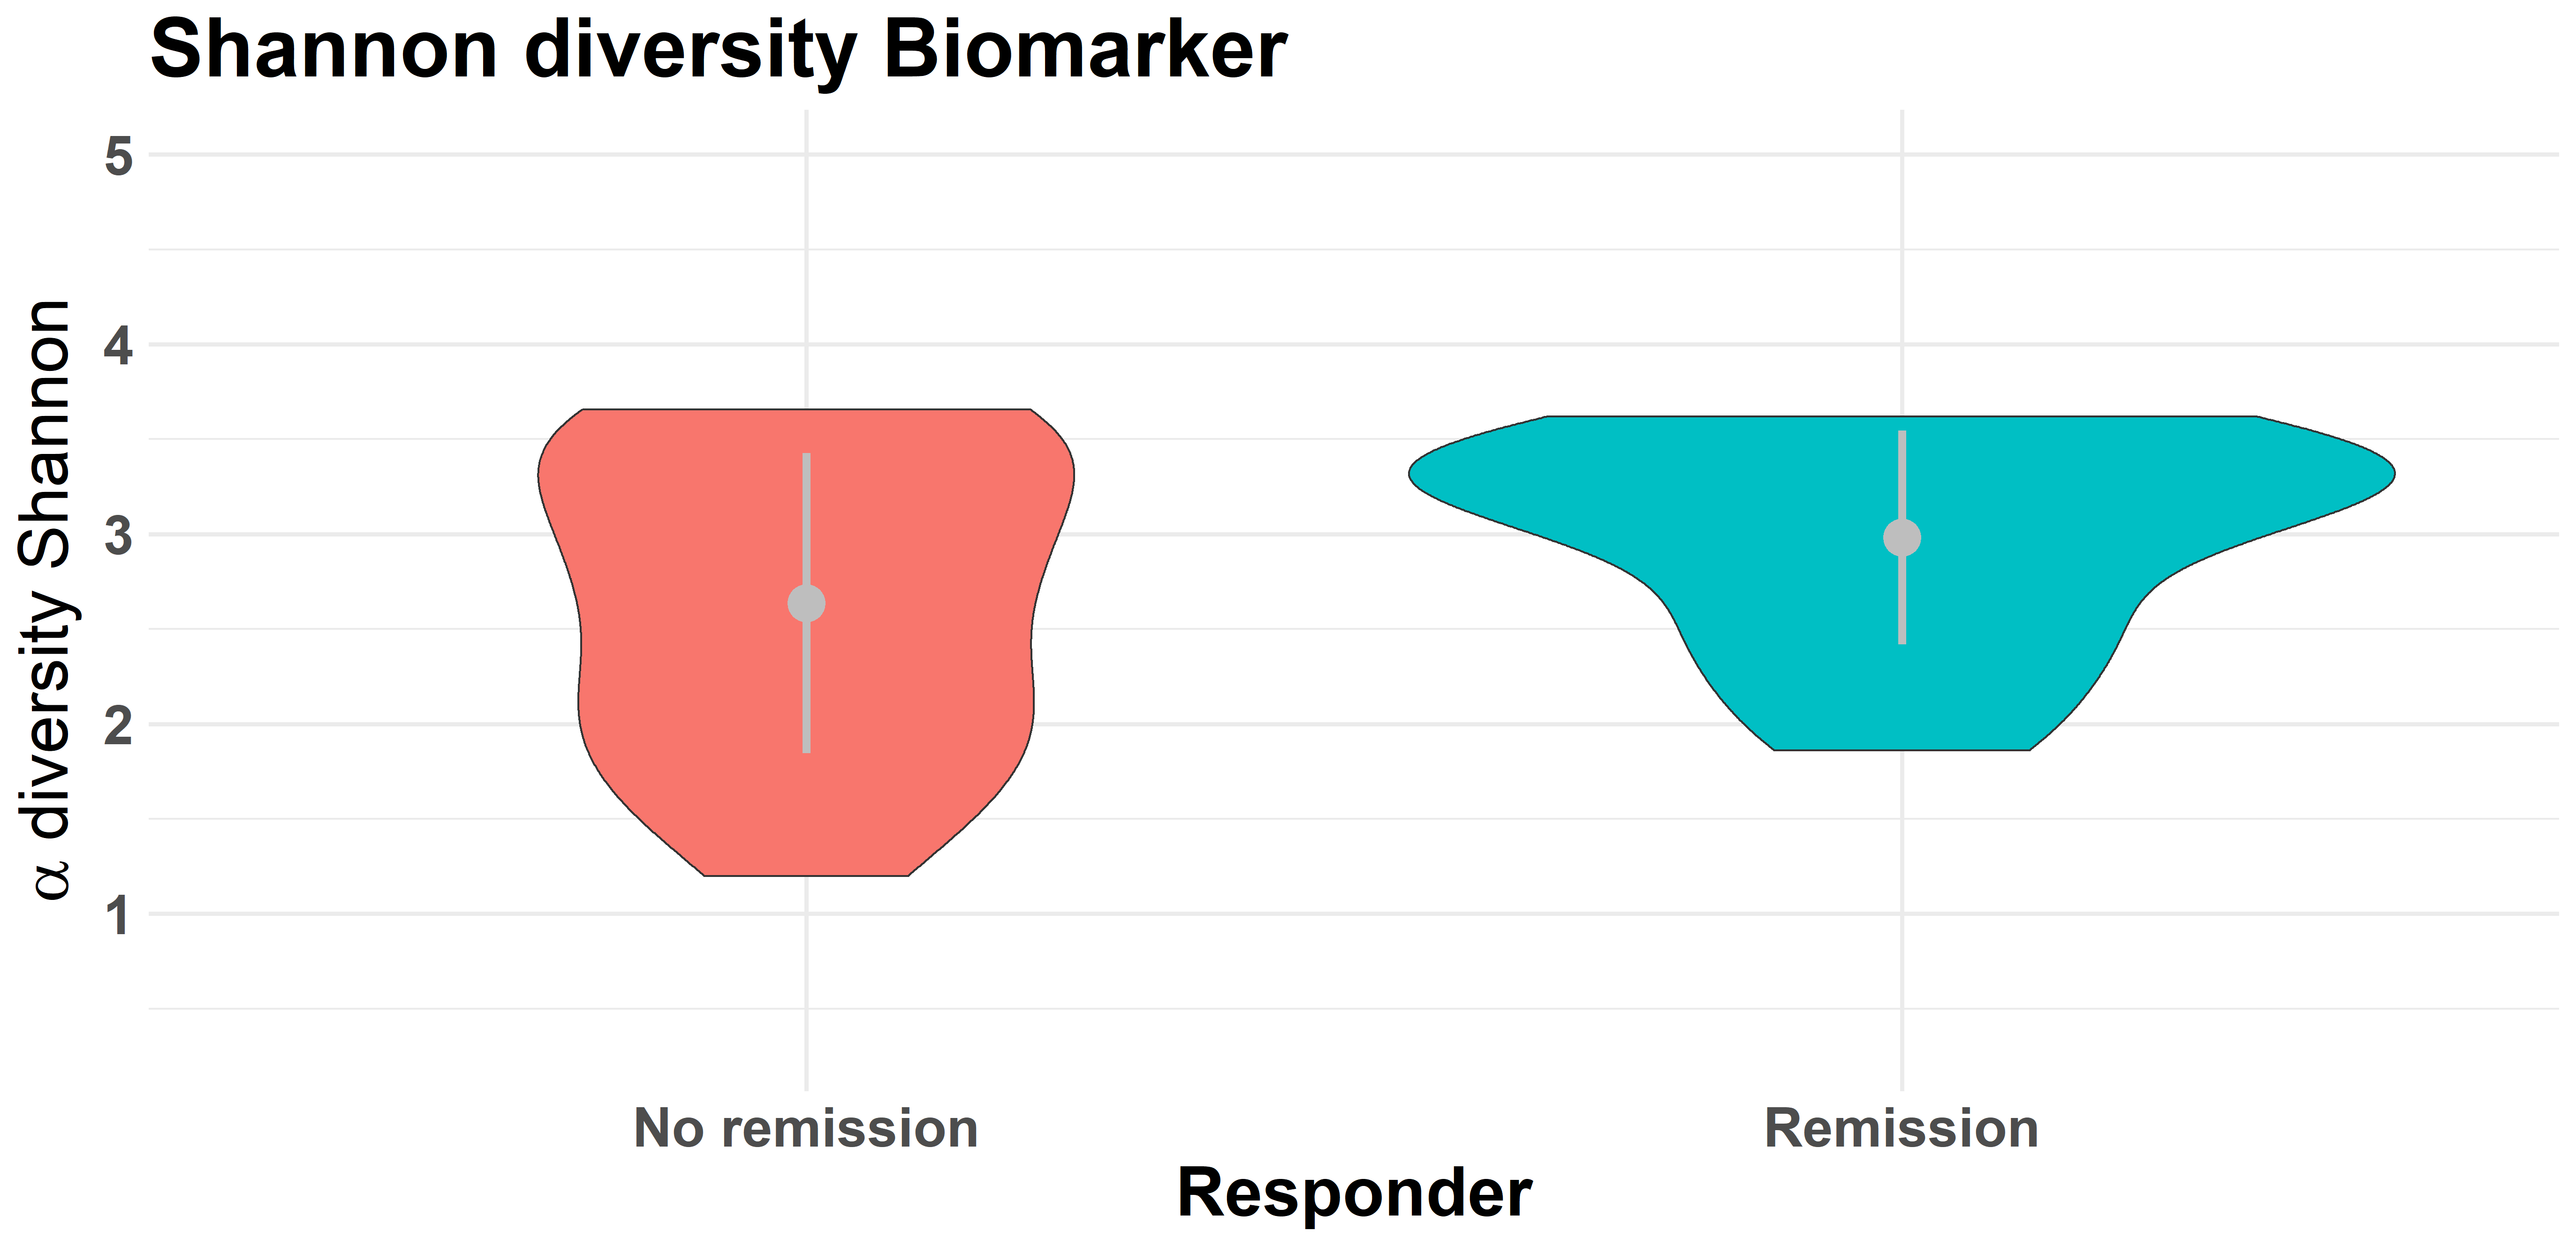 Shannon diversity Biomarker
α diversity Shannon
5
4
3
2
1
No remission
Remission
Responder